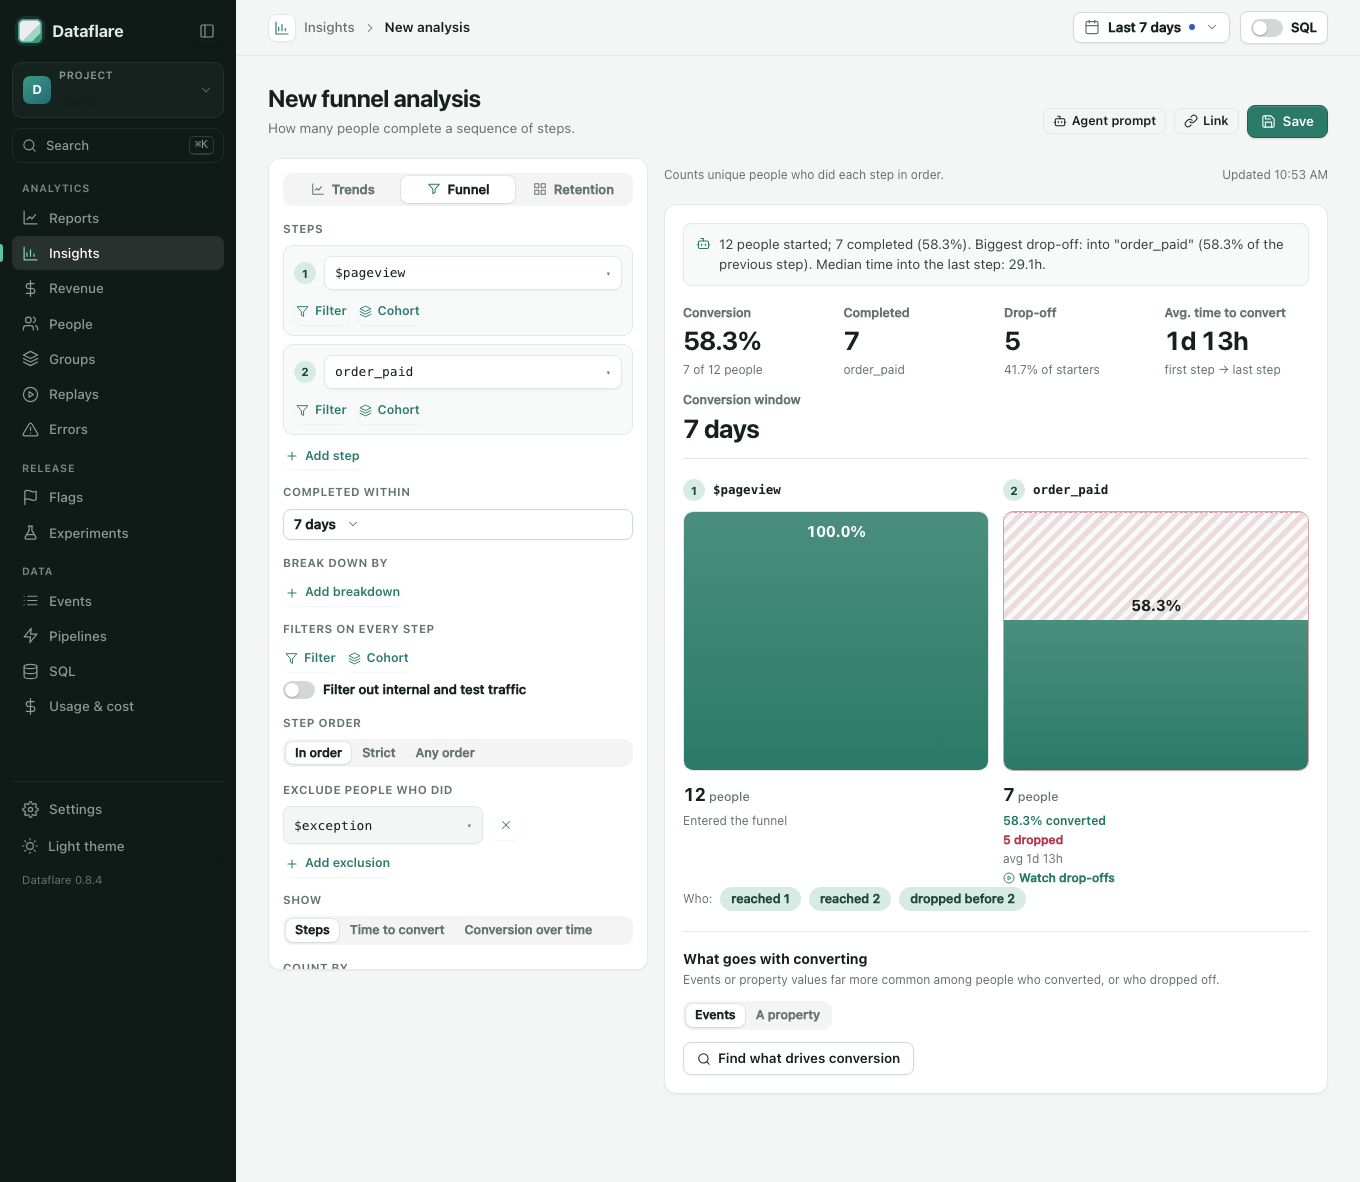 Dataflare
PROJECT
D
Search
⌘K
ANALYTICS
Reports
Insights
Revenue
People
Groups
Replays
Errors
RELEASE
Flags
Experiments
DATA
Events
Pipelines
SQL
Usage & cost
Settings
Light theme
Dataflare 0.8.4
Insights > New analysis
Last 7 days
SQL
New funnel analysis
How many people complete a sequence of steps.
Agent prompt
Link
Save
Trends
Funnel
Retention
STEPS
1 $pageview
Filter Cohort
2 order_paid
Filter Cohort
+ Add step
COMPLETED WITHIN
7 days
BREAK DOWN BY
+ Add breakdown
FILTERS ON EVERY STEP
Filter Cohort
Filter out internal and test traffic
STEP ORDER
In order Strict Any order
EXCLUDE PEOPLE WHO DID
$exception
+ Add exclusion
SHOW
Steps Time to convert Conversion over time
COUNT BY
Counts unique people who did each step in order.
Updated 10:53 AM
12 people started; 7 completed (58.3%). Biggest drop-off: into "order_paid" (58.3% of the
previous step). Median time into the last step: 29.1h.
Conversion
58.3%
7 of 12 people
Completed
7
order_paid
Drop-off
5
41.7% of starters
Avg. time to convert
1d 13h
first step → last step
Conversion window
7 days
1 $pageview
100.0%
12 people
Entered the funnel
2 order_paid
58.3%
7 people
58.3% converted
5 dropped
avg 1d 13h
Watch drop-offs
Who: reached 1 reached 2 dropped before 2
What goes with converting
Events or property values far more common among people who converted, or who dropped off.
Events A property
Find what drives conversion